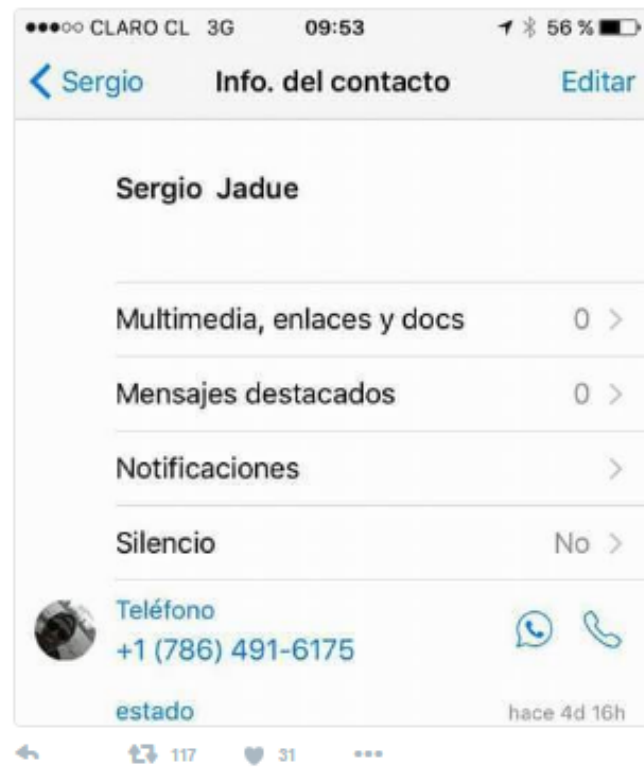 CLARO CL 3G 09:53 56 %
Sergio Info. del contacto Editar
Sergio Jadue
Multimedia, enlaces y docs 0
Mensajes destacados 0
Notificaciones
Silencio No
Teléfono
+1 (786) 491-6175
estado hace 4d 16h
117 31